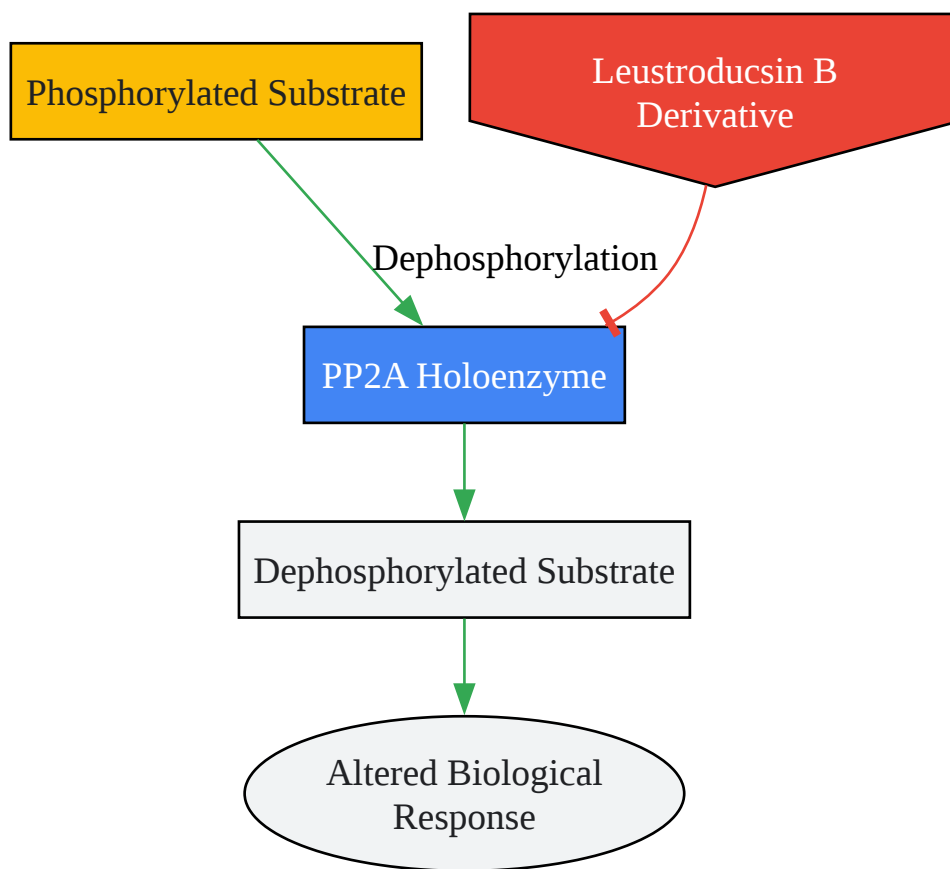 Phosphorylated Substrate
Leustroducsin B
Derivative
Dephosphorylation
PP2A Holoenzyme
Dephosphorylated Substrate
Altered Biological
Response